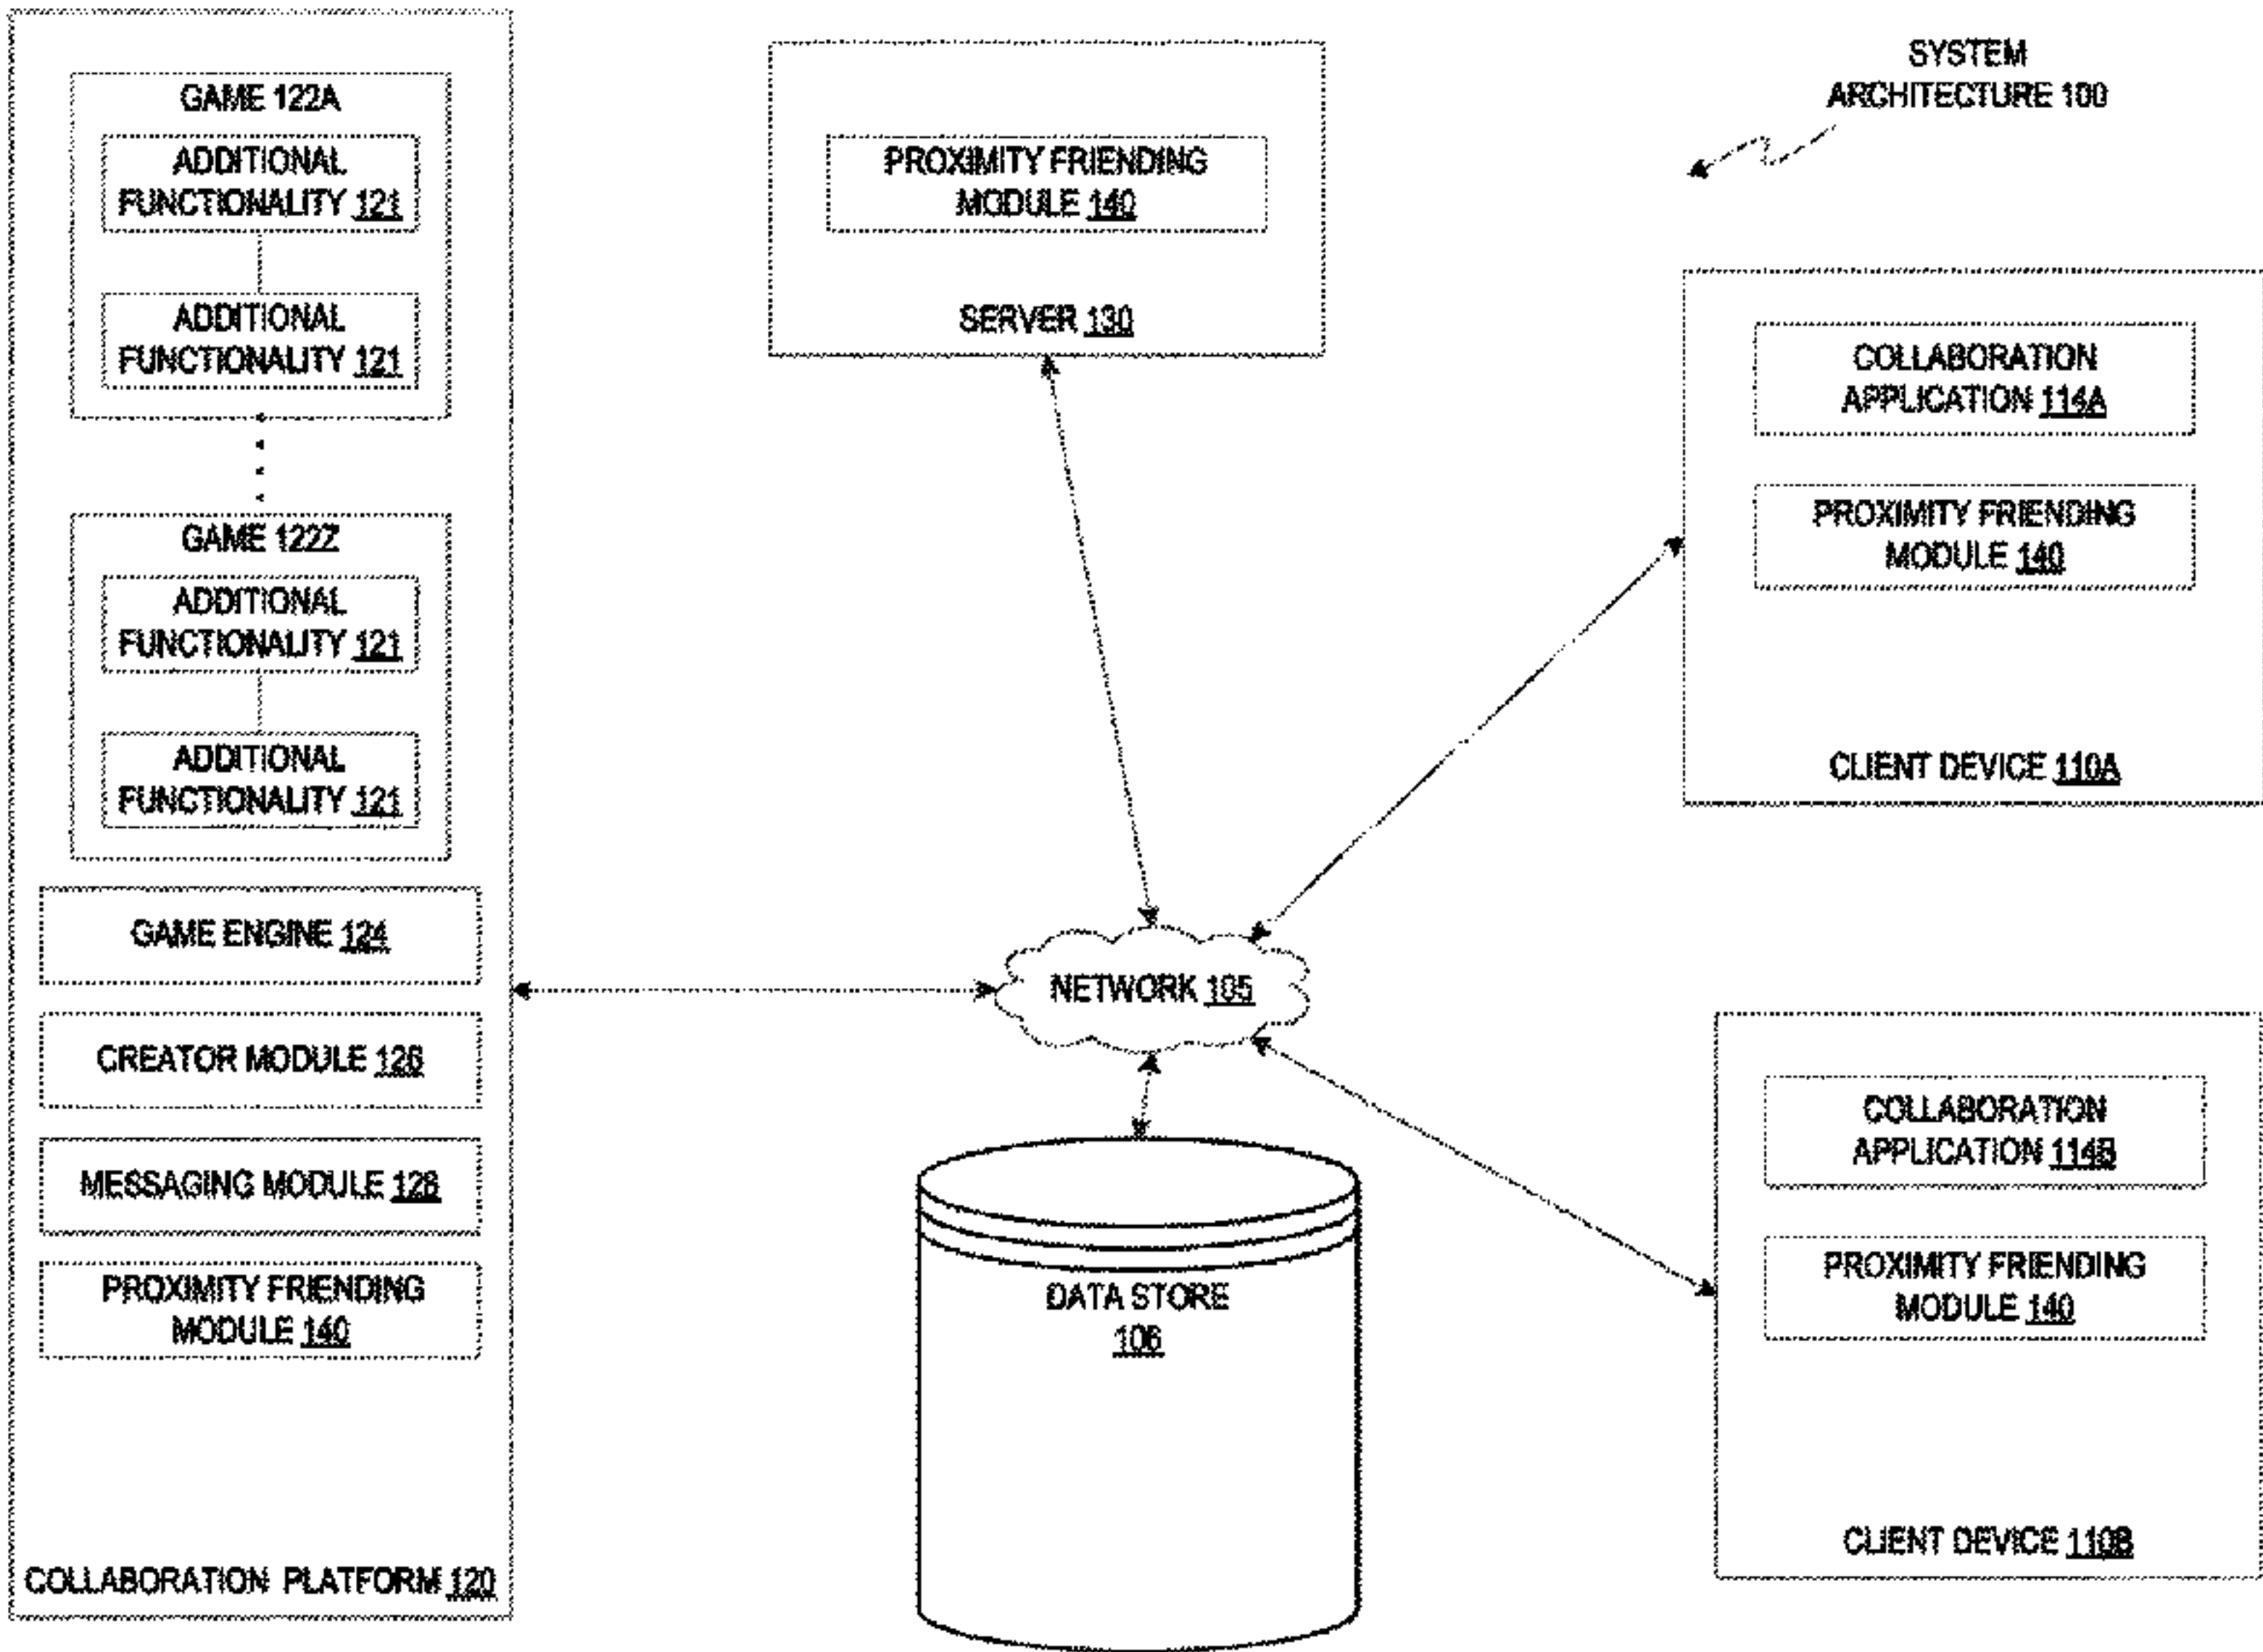 GAME 122A
ADDITIONAL
FUNCTIONALITY 121
ADDITIONAL
FUNCTIONALITY 121
GAME 122Z
ADDITIONAL
FUNCTIONALITY 121
ADDITIONAL
FUNCTIONALITY 121
GAME ENGINE 124
CREATOR MODULE 126
MESSAGING MODULE 128
PROXIMITY FRIENDING
MODULE 140
COLLABORATION PLATFORM 120
PROXIMITY FRIENDING
MODULE 140
SERVER 130
NETWORK 105
DATA STORE
106
SYSTEM
ARCHITECTURE 100
COLLABORATION
APPLICATION 114A
PROXIMITY FRIENDING
MODULE 140
CLIENT DEVICE 110A
COLLABORATION
APPLICATION 114B
PROXIMITY FRIENDING
MODULE 140
CLIENT DEVICE 110B